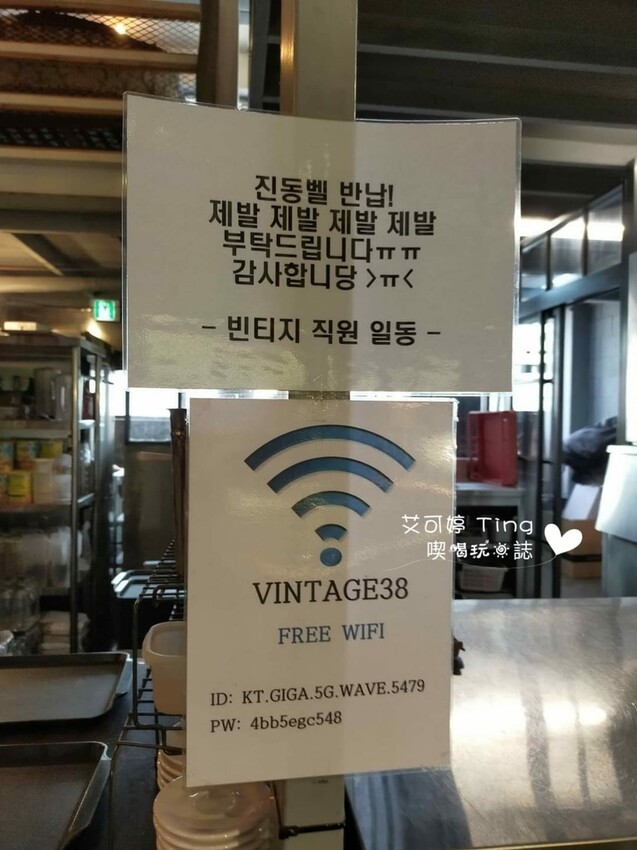 진동벨 반납!
제발 제발 제발 제발
부탁드립니다ㅠㅠ
감사합니당 >ㅠ<
- 빈티지 직원 일동 -
VINTAGE38
FREE WIFI
ID: KT.GIGA.5G.WAVE.5479
PW: 4bb5egc548
艾可婷 Ting
喫喝玩樂誌